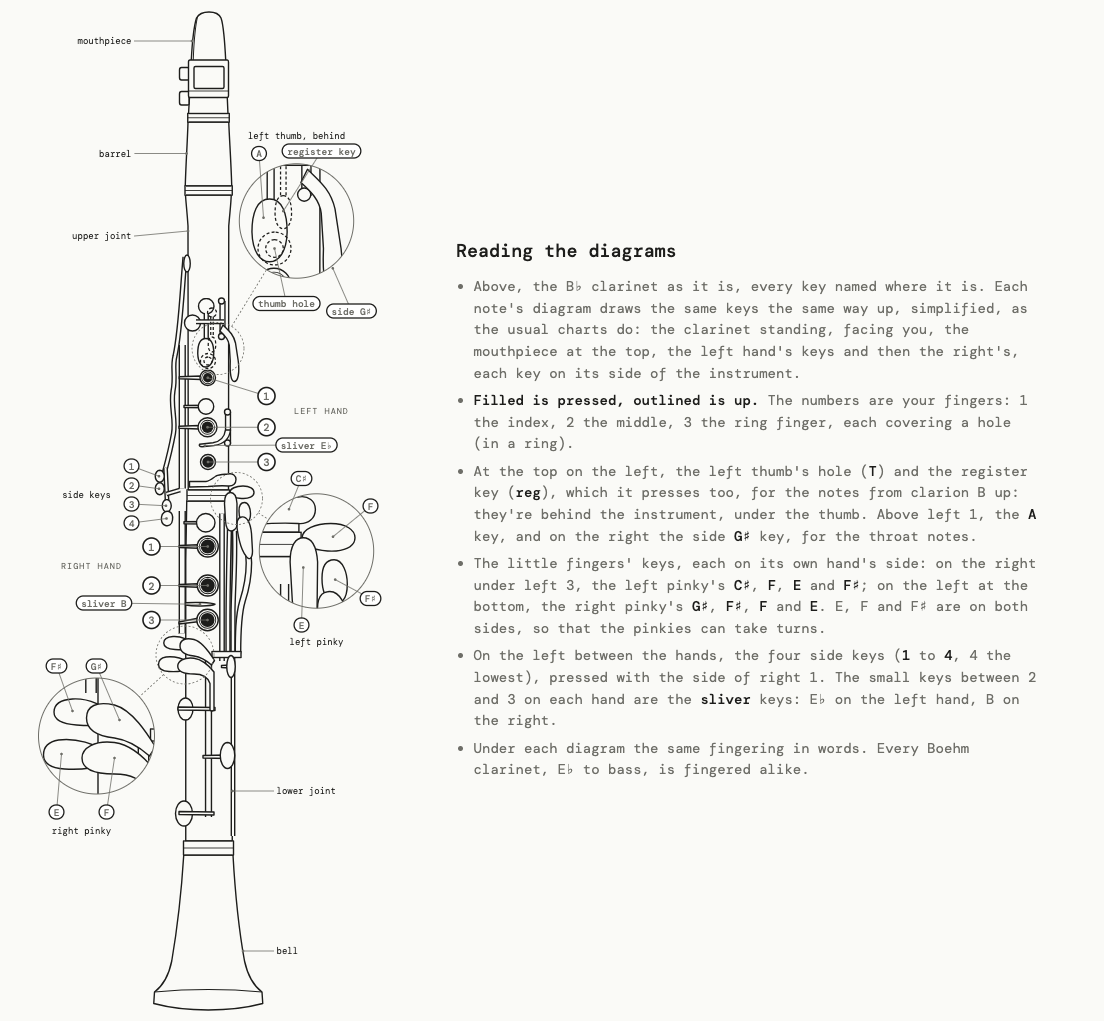 mouthpiece
left thumb, behind
A
register key
barrel
upper joint
thumb hole
side G♯
1
LEFT HAND
2
sliver E♭
3
1
2
side keys
3
4
C♯
F
1
RIGHT HAND
2
sliver B
3
F♯
E
left pinky
F♯
G♯
E
F
right pinky
lower joint
bell
Reading the diagrams
• Above, the B♭ clarinet as it is, every key named where it is. Each
note's diagram draws the same keys the same way up, simplified, as
the usual charts do: the clarinet standing, facing you, the
mouthpiece at the top, the left hand's keys and then the right's,
each key on its side of the instrument.
• Filled is pressed, outlined is up. The numbers are your fingers: 1
the index, 2 the middle, 3 the ring finger, each covering a hole
(in a ring).
• At the top on the left, the left thumb's hole (T) and the register
key (reg), which it presses too, for the notes from clarion B up:
they're behind the instrument, under the thumb. Above left 1, the A
key, and on the right the side G♯ key, for the throat notes.
• The little fingers' keys, each on its own hand's side: on the right
under left 3, the left pinky's C♯, F, E and F♯; on the left at the
bottom, the right pinky's G♯, F♯, F and E. E, F and F♯ are on both
sides, so that the pinkies can take turns.
• On the left between the hands, the four side keys (1 to 4, 4 the
lowest), pressed with the side of right 1. The small keys between 2
and 3 on each hand are the sliver keys: E♭ on the left hand, B on
the right.
• Under each diagram the same fingering in words. Every Boehm
clarinet, E♭ to bass, is fingered alike.